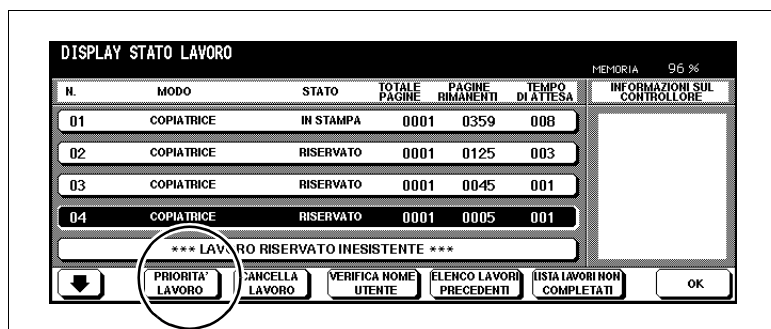 DISPLAY STATO LAVORO
MEMORIA 96 %
N. MODO STATO TOTALE PAGINE PAGINE RIMANENTI TEMPO DI ATTESA INFORMAZIONI SUL CONTROLLORE
01 COPIATRICE IN STAMPA 0001 0359 008
02 COPIATRICE RISERVATO 0001 0125 003
03 COPIATRICE RISERVATO 0001 0045 001
04 COPIATRICE RISERVATO 0001 0005 001
*** LAVORO RISERVATO INESISTENTE ***
PRIORITA' LAVORO
CANCELLA LAVORO
VERIFICA NOME UTENTE
ELENCO LAVORI PRECEDENTI
LISTA LAVORI NON COMPLETATI
OK